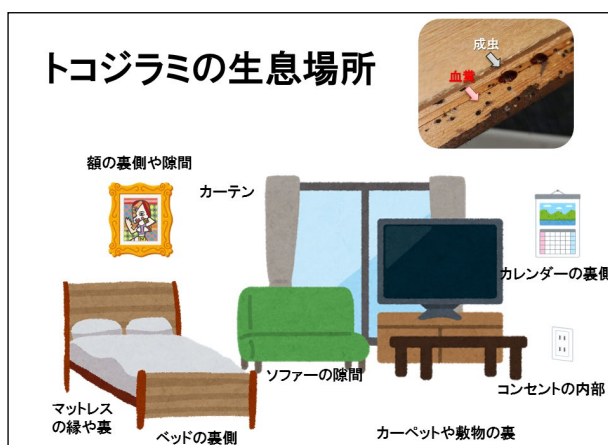 トコジラミの生息場所
成虫
血糞
額の裏側や隙間
カーテン
カレンダーの裏側
ソファーの隙間
コンセントの内部
マットレス
の縁や裏
ベッドの裏側
カーペットや敷物の裏